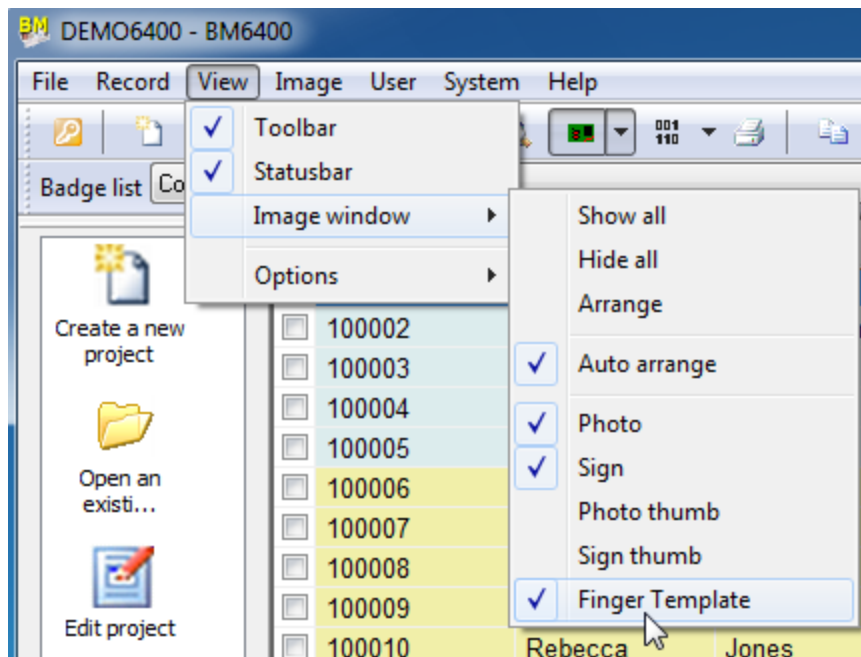 BM DEMO6400 - BM6400
File Record View Image User System Help
Toolbar
001
110
Badge list Co
Statusbar
Image window
Options
Show all
Hide all
Arrange
Auto arrange
Photo
Sign
Photo thumb
Sign thumb
Finger Template
Create a new
project
Open an
existi...
Edit project
100002
100003
100004
100005
100006
100007
100008
100009
100010 Rebecca Jones